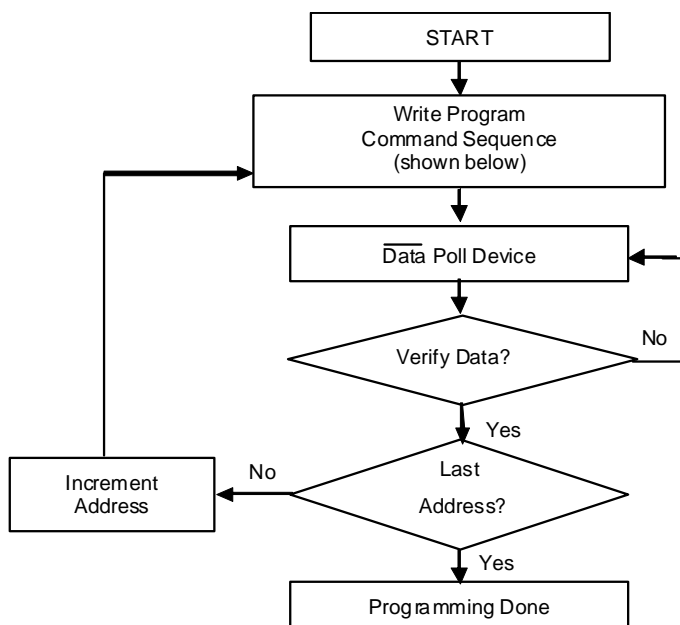 START
Write Program
Command Sequence
(shown below)
Data Poll Device
Verify Data?
No
Yes
Last
Address?
No
Increment
Address
Yes
Programming Done